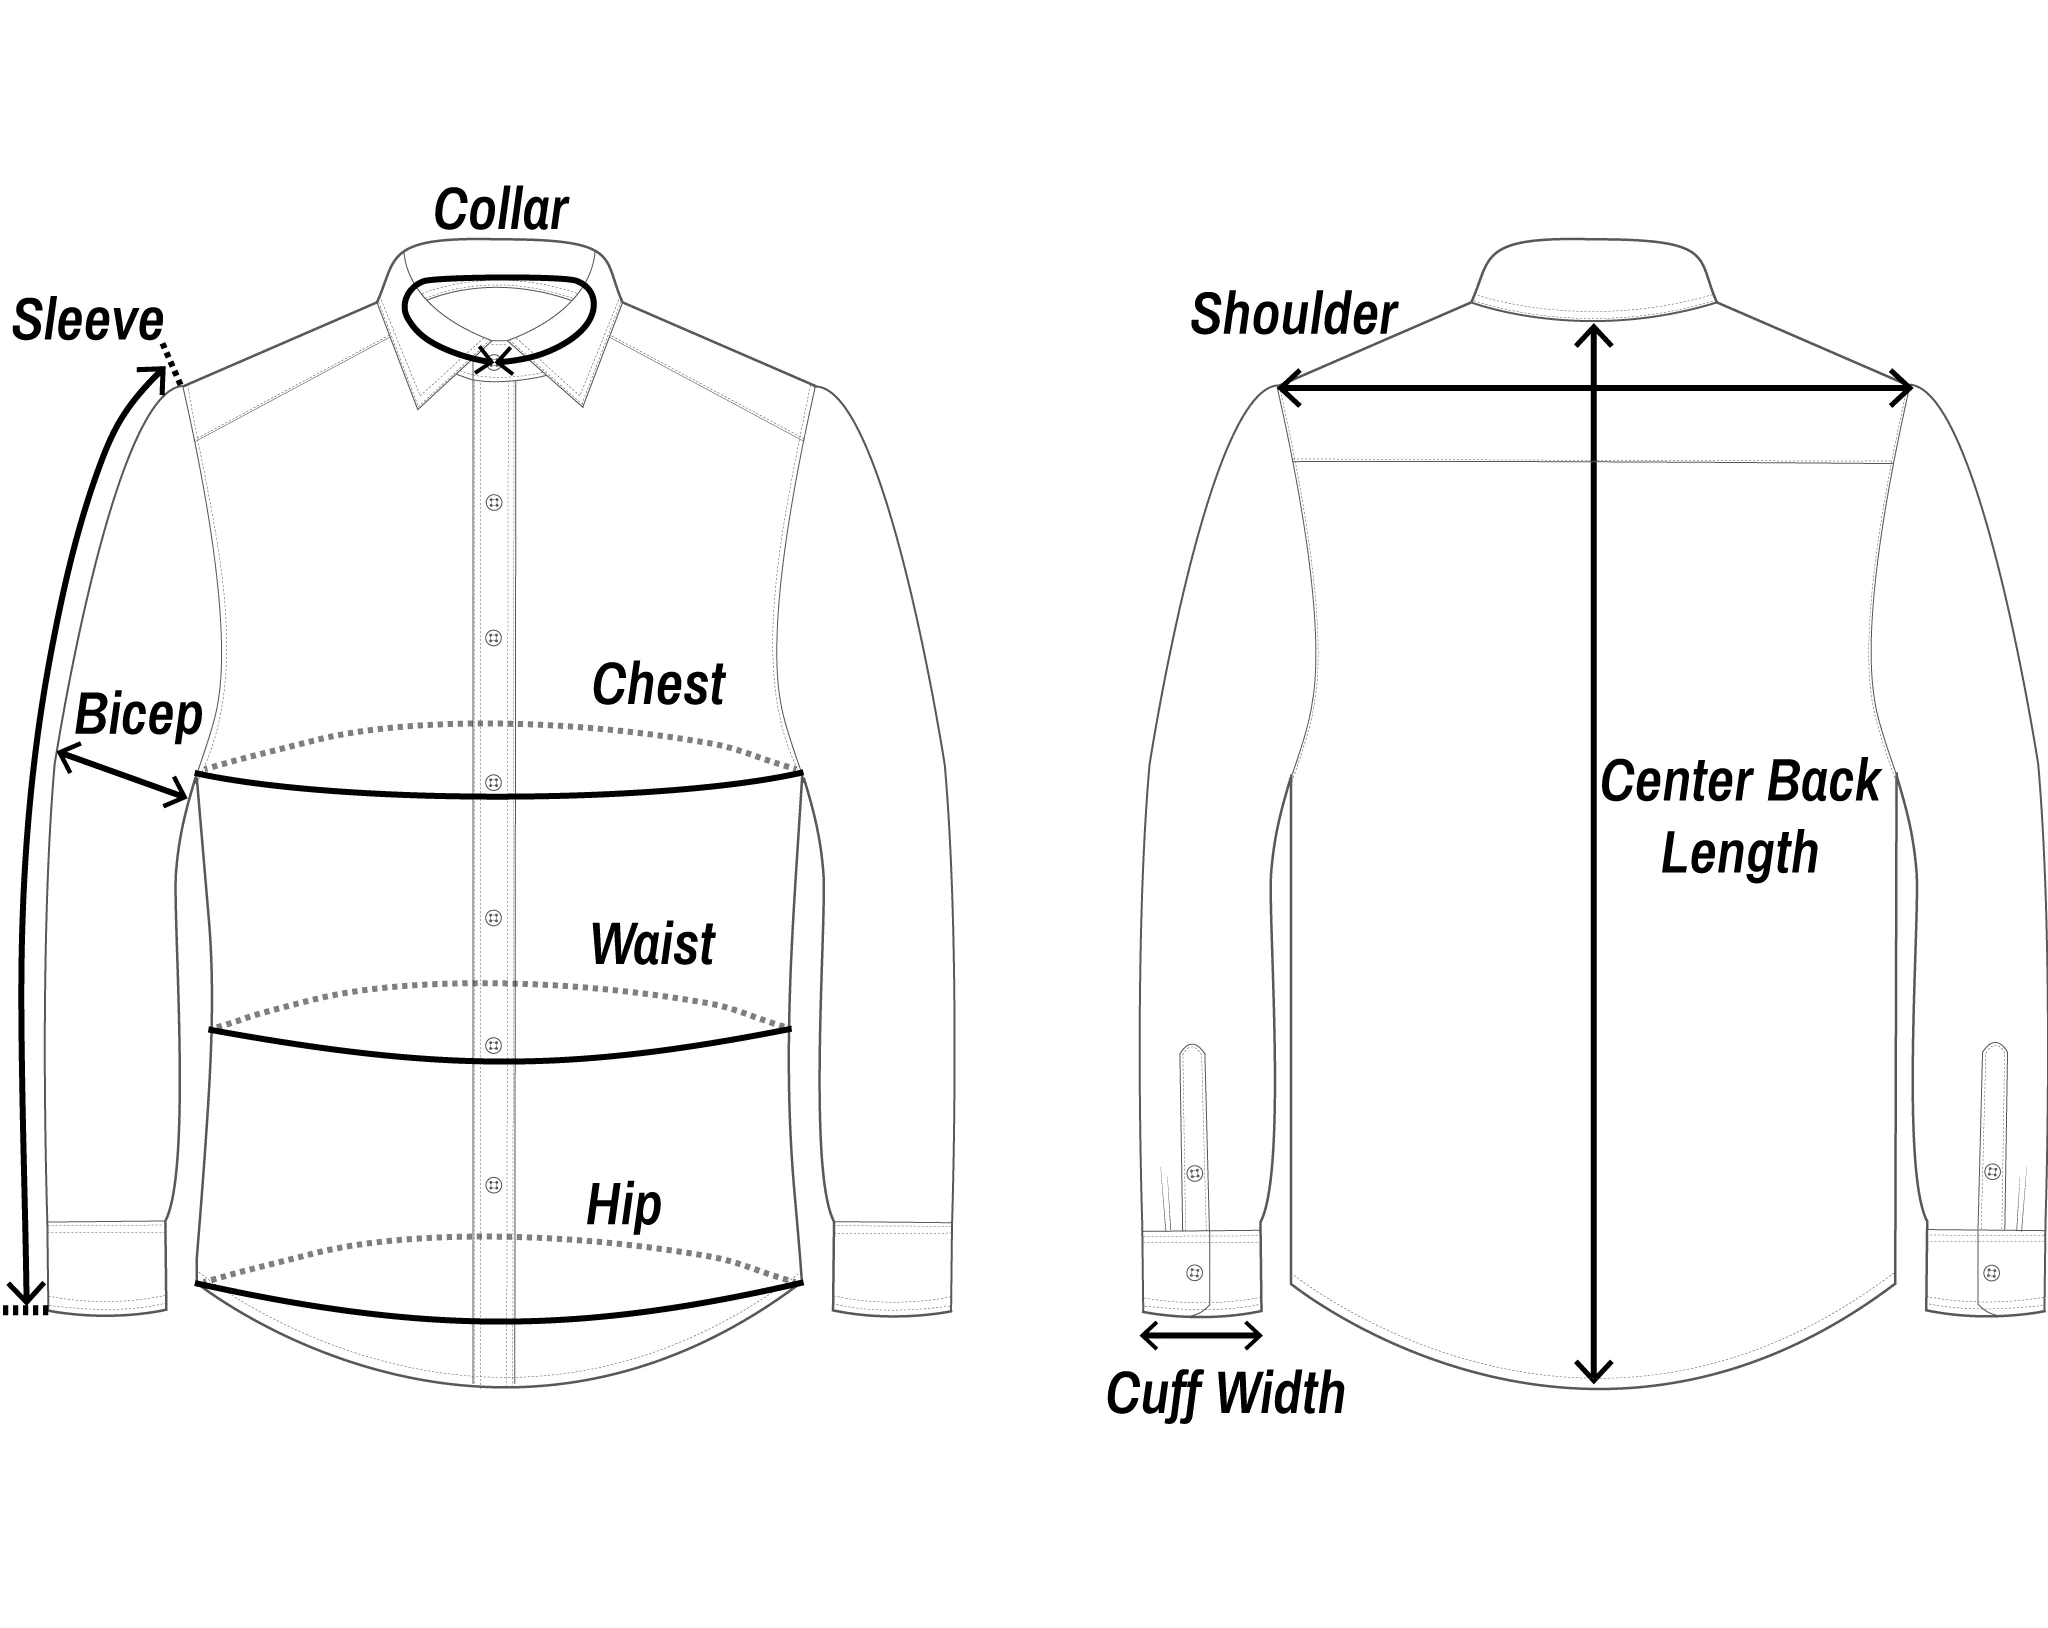 Collar
Sleeve
Bicep
Chest
Waist
Hip
Shoulder
Center Back
Length
Cuff Width